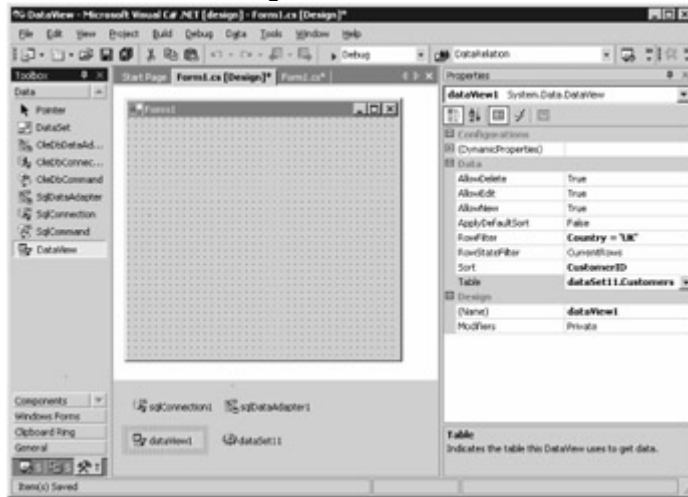 DataView - Microsoft Visual C# .NET [design] - Form1.cs [Design]*
File Edit View Project Build Debug Data Tools Window Help
Debug
DataRelation
Toolbox
Data
Pointer
DataSet
OleDbDataAd...
OleDbConnec...
OleDbCommand
SqlDataAdapter
SqlConnection
SqlCommand
DataView
Components
Windows Forms
Clipboard Ring
General
Start Page Form1.cs [Design]* Form1.cs*
Form1
sqlConnection1 sqlDataAdapter1
dataView1 dataSet11
Properties
dataView1 System.Data.DataView
Configurations
(DynamicProperties)
Data
AllowDelete True
AllowEdit True
AllowNew True
ApplyDefaultSort False
RowFilter Country = 'UK'
RowStateFilter CurrentRows
Sort CustomerID
Table dataSet11.Customers
Design
(Name) dataView1
Modifiers Private
Table
Indicates the table this DataView uses to get data.
Item(s) Saved